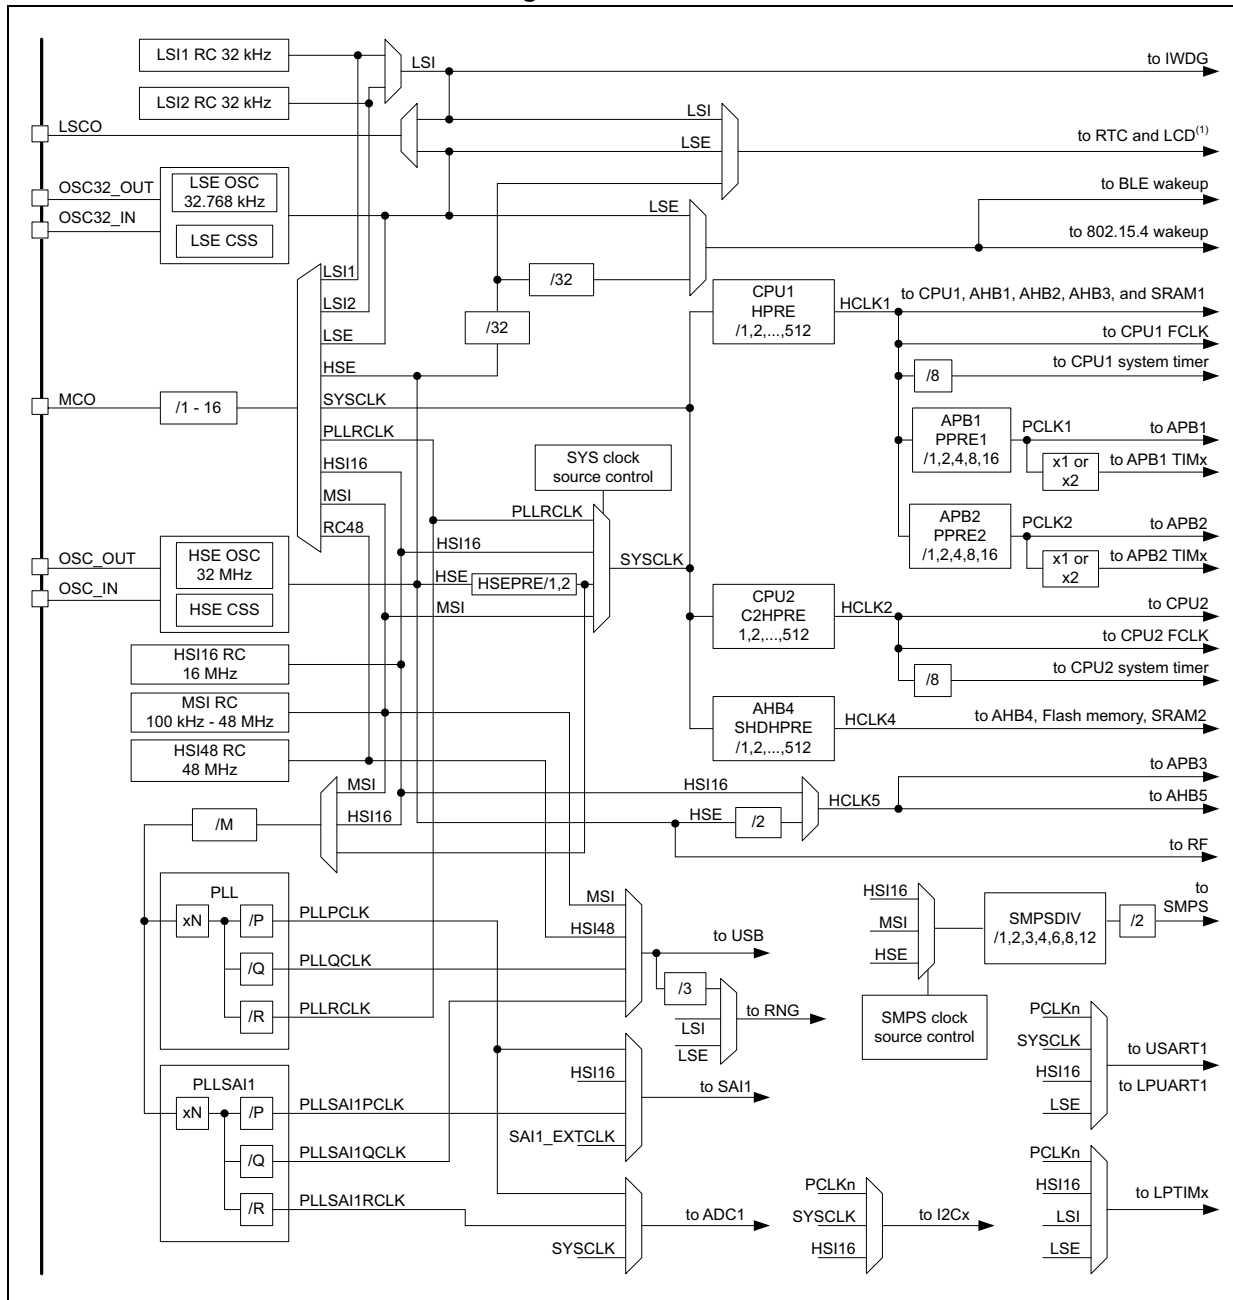 LSI1 RC 32 kHz
LSI
to IWDG
LSI2 RC 32 kHz
LSCO
LSI
LSE
to RTC and LCD(1)
OSC32_OUT
LSE OSC
32.768 kHz
to BLE wakeup
OSC32_IN
LSE CSS
LSE
to 802.15.4 wakeup
LSI1
LSI2
LSE
HSE
SYSCLK
PLLRCLK
HSI16
MSI
RC48
/32
/32
CPU1
HPRE
/1,2,...,512
HCLK1
to CPU1, AHB1, AHB2, AHB3, and SRAM1
to CPU1 FCLK
to CPU1 system timer
/8
MCO
/1 - 16
APB1
PPRE1
/1,2,4,8,16
PCLK1
to APB1
x1 or
x2
to APB1 TIMx
SYS clock
source control
APB2
PPRE2
/1,2,4,8,16
PCLK2
to APB2
x1 or
x2
to APB2 TIMx
PLLRCLK
HSI16
HSE
HSEPRE/1,2
MSI
SYSCLK
OSC_OUT
HSE OSC
32 MHz
OSC_IN
HSE CSS
CPU2
C2HPRE
1,2,...,512
HCLK2
to CPU2
to CPU2 FCLK
/8
to CPU2 system timer
HSI16 RC
16 MHz
MSI RC
100 kHz - 48 MHz
HSI48 RC
48 MHz
AHB4
SHDHPRE
/1,2,...,512
HCLK4
to AHB4, Flash memory, SRAM2
/M
MSI
HSI16
HSI16
HSE
/2
HCLK5
to APB3
to AHB5
to RF
PLL
xN
/P
PLLPCLK
/Q
PLLQCLK
/R
PLLRCLK
MSI
HSI48
to USB
/3
LSI
LSE
to RNG
HSI16
MSI
HSE
SMPSDIV
/1,2,3,4,6,8,12
/2
to
SMPS
SMPS clock
source control
PLLSAI1
xN
/P
PLLSAI1PCLK
/Q
PLLSAI1QCLK
/R
PLLSAI1RCLK
HSI16
SAI1_EXTCLK
to SAI1
SYSCLK
to ADC1
PCLKn
SYSCLK
HSI16
to I2Cx
PCLKn
SYSCLK
HSI16
LSE
to USART1
to LPUART1
PCLKn
HSI16
LSI
LSE
to LPTIMx